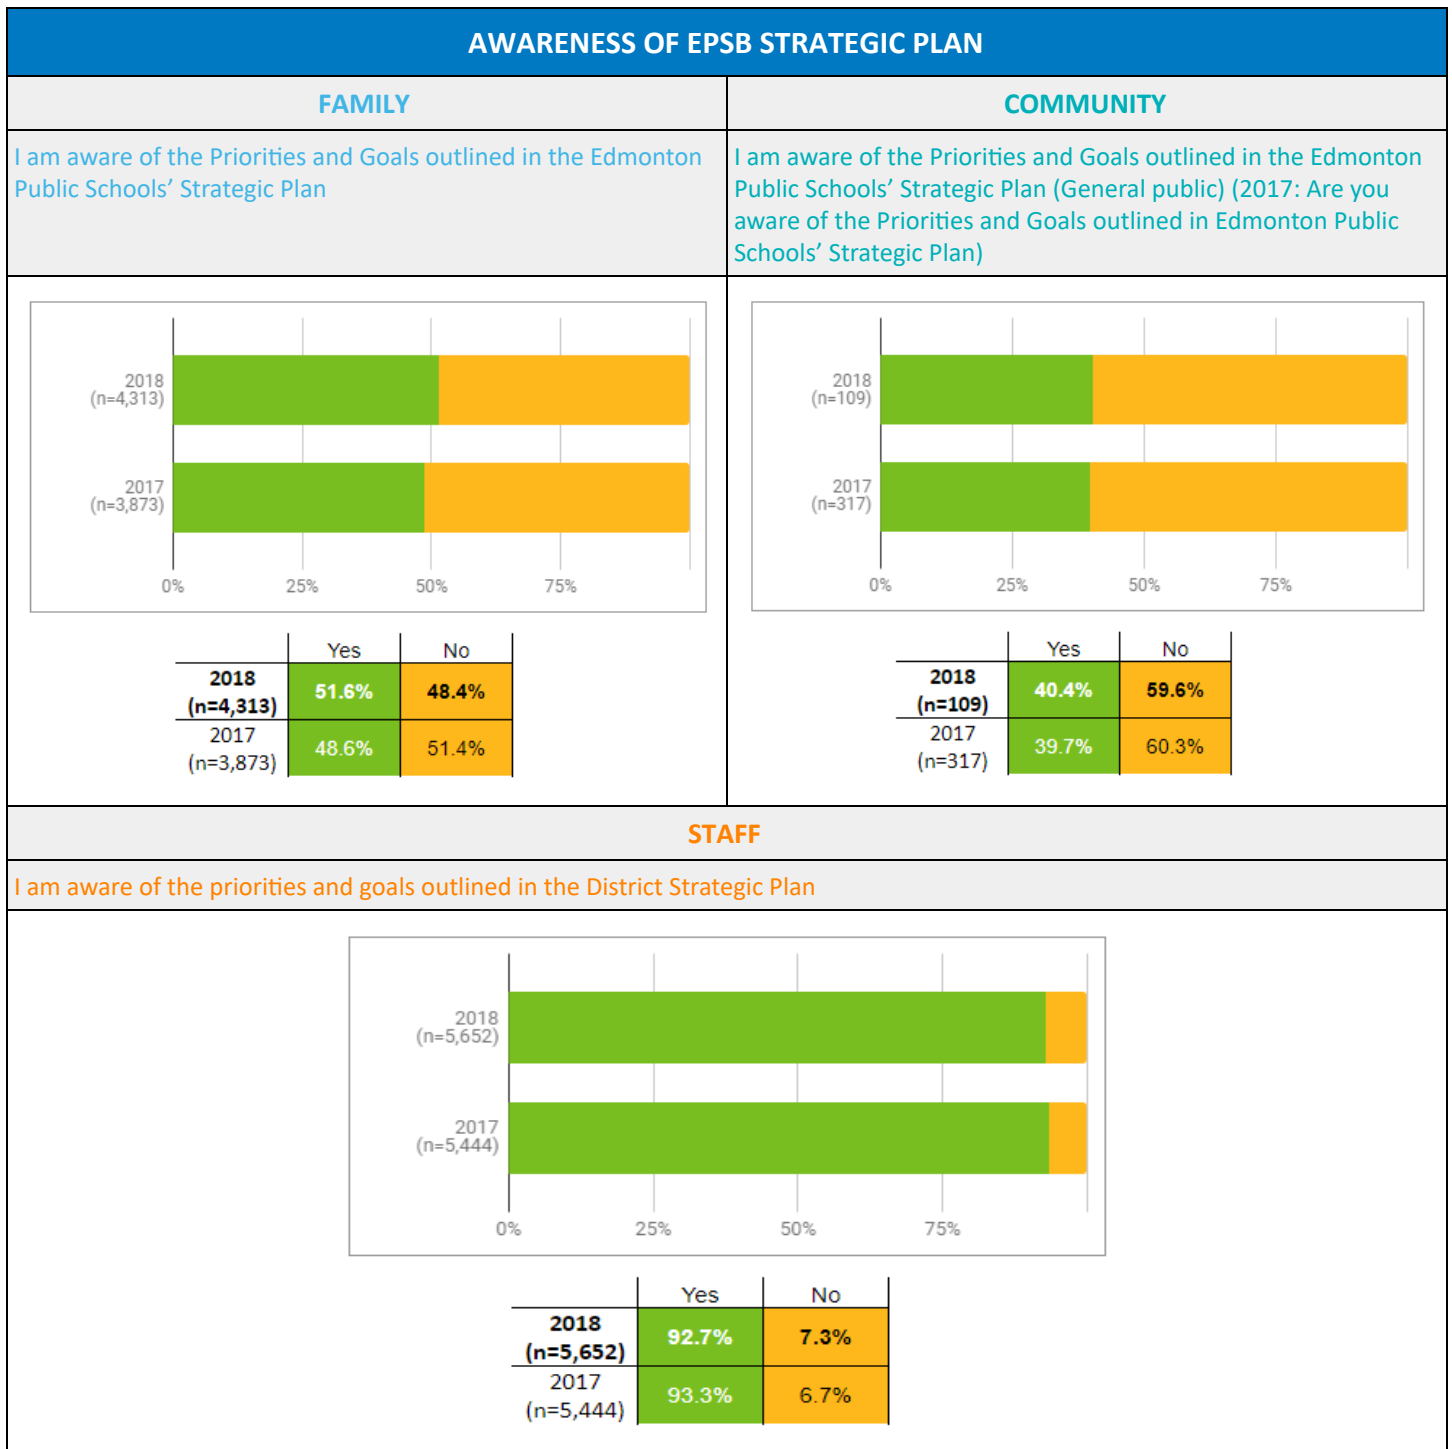 AWARENESS OF EPSB STRATEGIC PLAN
FAMILY
I am aware of the Priorities and Goals outlined in the Edmonton
Public Schools’ Strategic Plan
2018
(n=4,313)
2017
(n=3,873)
0% 25% 50% 75%
Yes No
2018
(n=4,313) 51.6% 48.4%
2017
(n=3,873) 48.6% 51.4%
COMMUNITY
I am aware of the Priorities and Goals outlined in the Edmonton
Public Schools’ Strategic Plan (General public) (2017: Are you
aware of the Priorities and Goals outlined in Edmonton Public
Schools’ Strategic Plan)
2018
(n=109)
2017
(n=317)
0% 25% 50% 75%
Yes No
2018
(n=109) 40.4% 59.6%
2017
(n=317) 39.7% 60.3%
STAFF
I am aware of the priorities and goals outlined in the District Strategic Plan
2018
(n=5,652)
2017
(n=5,444)
0% 25% 50% 75%
Yes No
2018
(n=5,652) 92.7% 7.3%
2017
(n=5,444) 93.3% 6.7%